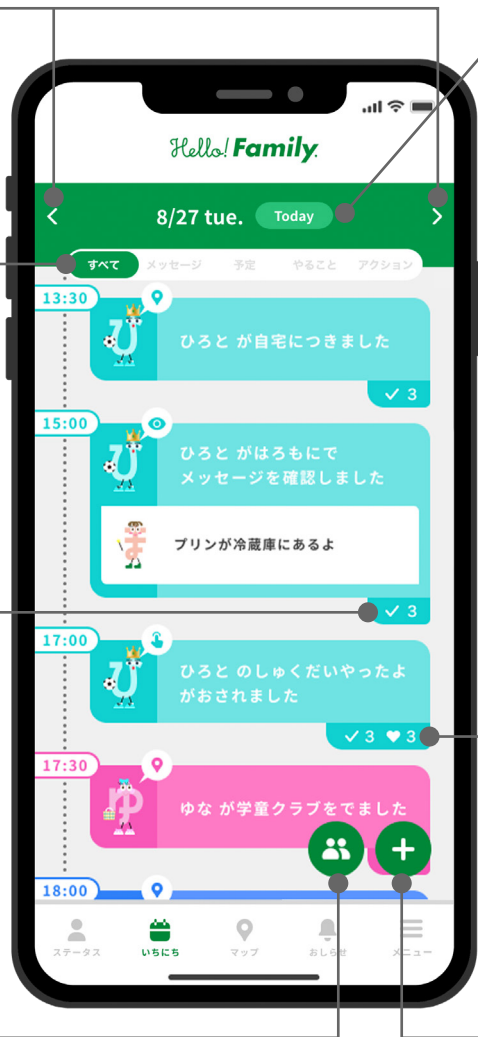 Hello! Family.
8/27 tue.
Today
すべて
メッセージ
予定
やること
アクション
13:30
ひ
ひろと が自宅につきました
3
15:00
ひ
ひろと がはろもにで
メッセージを確認しました
ま
プリンが冷蔵庫にあるよ
3
17:00
ひ
ひろと のしゅくだいやったよ
がおされました
3
3
17:30
ゆ
ゆな が学童クラブをでました
18:00
ステータス
いちにち
マップ
おしらせ
メニュー